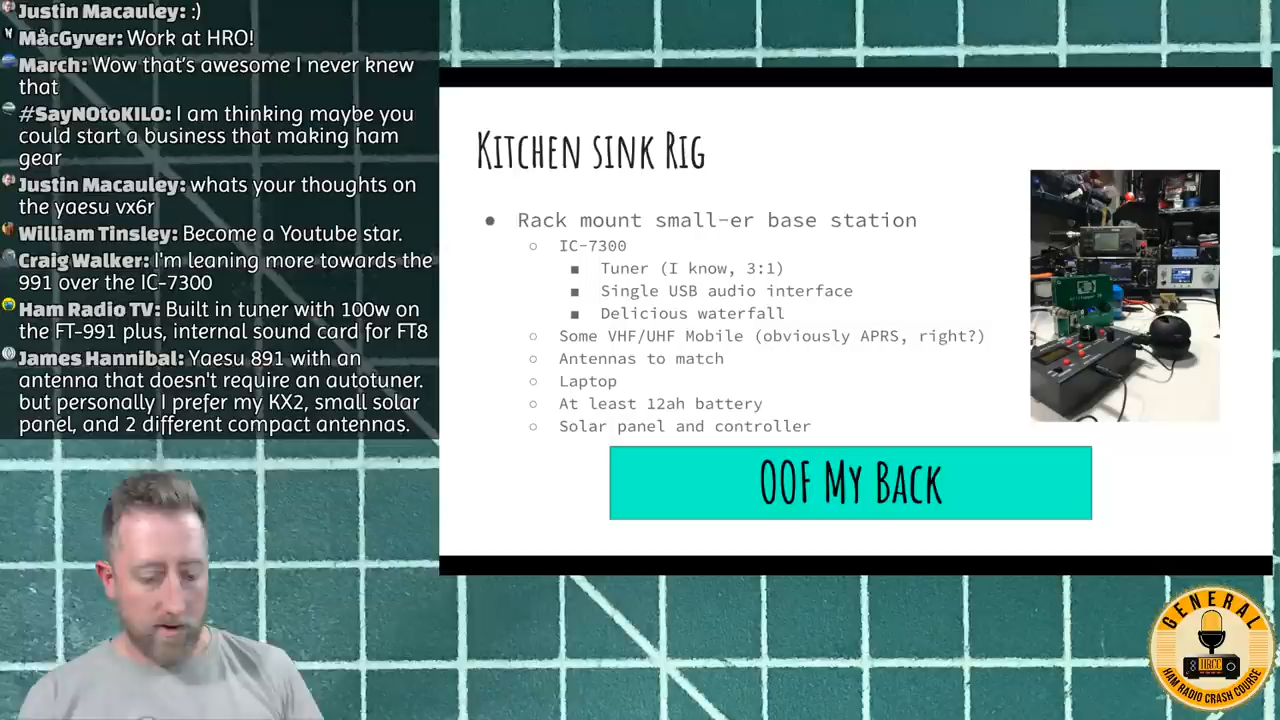 Justin Macauley: :)
MåcGyver: Work at HRO!
March: Wow that's awesome I never knew
that
#SayNOtoKILO: I am thinking maybe you
could start a business that making ham
gear
Justin Macauley: whats your thoughts on
the yaesu vx6r
William Tinsley: Become a Youtube star.
Craig Walker: I'm leaning more towards the
991 over the IC-7300
Ham Radio TV: Built in tuner with 100w on
the FT-991 plus, internal sound card for FT8
James Hannibal: Yaesu 891 with an
antenna that doesn't require an autotuner.
but personally I prefer my KX2, small solar
panel, and 2 different compact antennas.
Kitchen sink Rig
● Rack mount small-er base station
○ IC-7300
■ Tuner (I know, 3:1)
■ Single USB audio interface
■ Delicious waterfall
○ Some VHF/UHF Mobile (obviously APRS, right?)
○ Antennas to match
○ Laptop
○ At least 12ah battery
○ Solar panel and controller
OOF My Back
GENERAL
HRCC
HAM RADIO CRASH COURSE